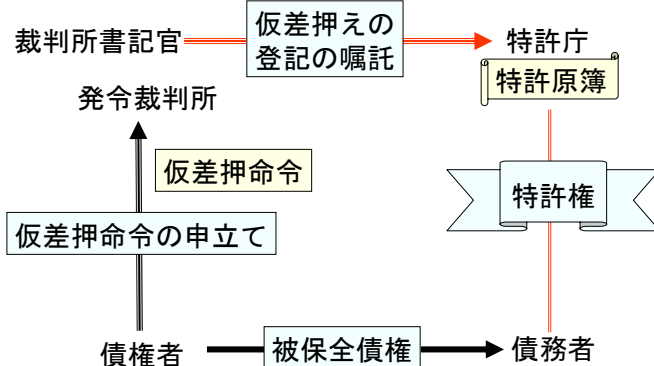 裁判所書記官
仮差押えの
登記の嘱託
特許庁
特許原簿
発令裁判所
仮差押命令
特許権
仮差押命令の申立て
債権者
被保全債権
債務者